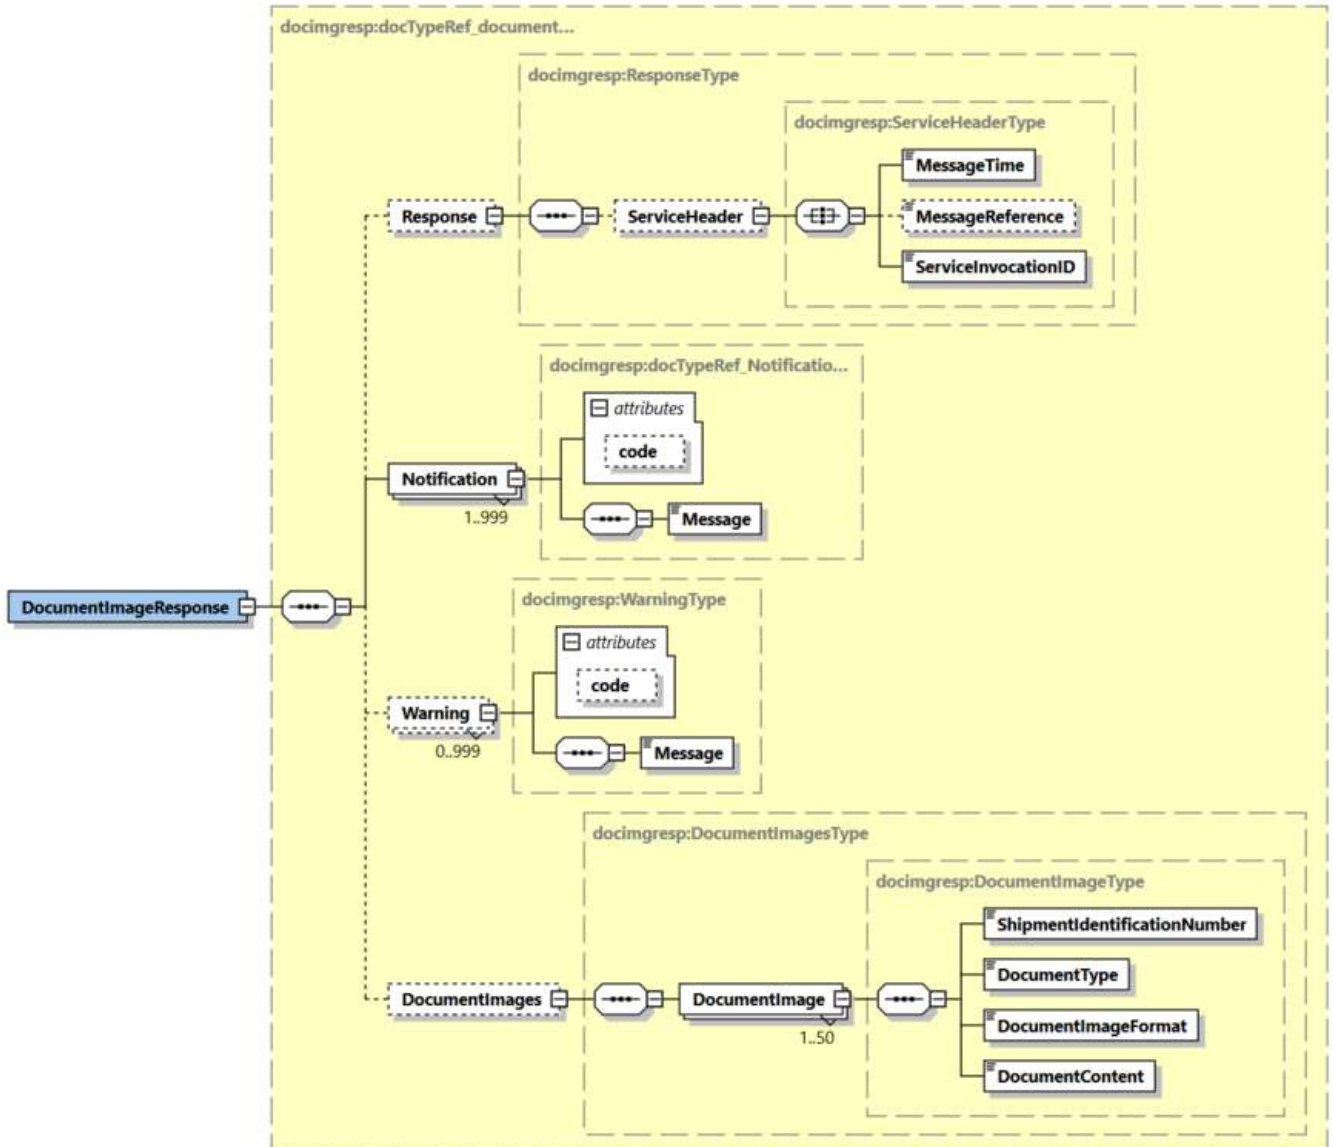 docimgresp:docTypeRef_document...
docimgresp:ResponseType
docimgresp:ServiceHeaderType
MessageTime
Response
ServiceHeader
MessageReference
ServiceInvocationID
docimgresp:docTypeRef_Notificatio...
attributes
code
Notification
1..999
Message
DocumentImageResponse
docimgresp:WarningType
attributes
code
Warning
0..999
Message
docimgresp:DocumentImagesType
docimgresp:DocumentImageType
ShipmentIdentificationNumber
DocumentType
DocumentImages
DocumentImage
1..50
DocumentImageFormat
DocumentContent